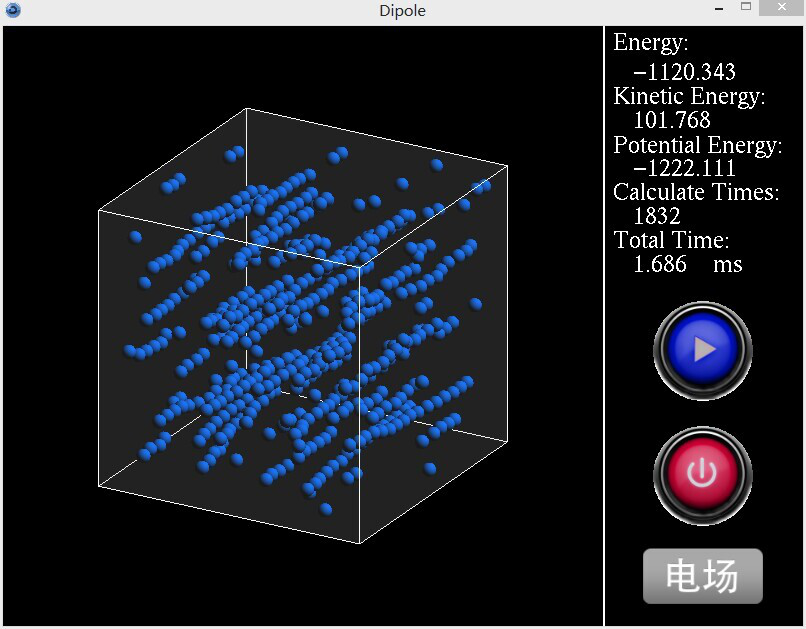 Dipole
Energy:
−1120.343
Kinetic Energy:
101.768
Potential Energy:
−1222.111
Calculate Times:
1832
Total Time:
1.686 ms
电场